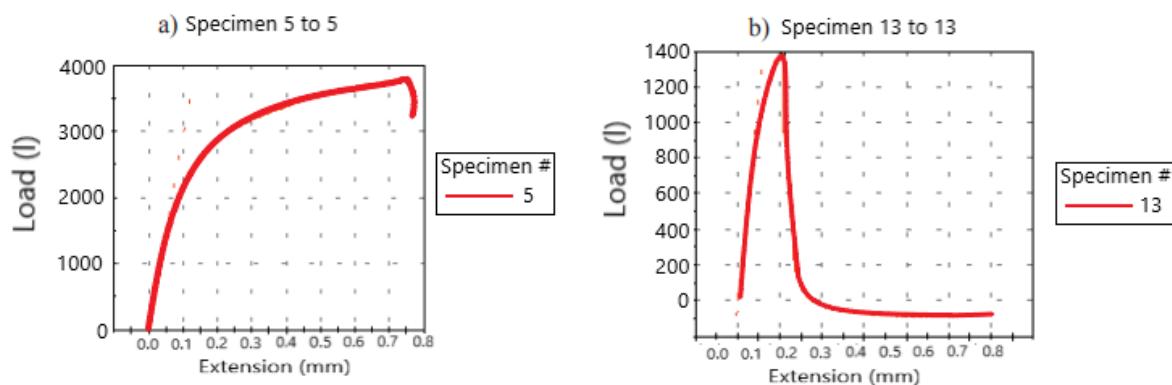 a) Specimen 5 to 5
4000
3000
2000
1000
0
Load (l)
0.0 0.1 0.2 0.3 0.4 0.5 0.6 0.7 0.8
Extension (mm)
Specimen #
5
b) Specimen 13 to 13
1400
1200
1000
800
600
400
200
0
Load (l)
0.0 0.1 0.2 0.3 0.4 0.5 0.6 0.7 0.8
Extension (mm)
Specimen #
13